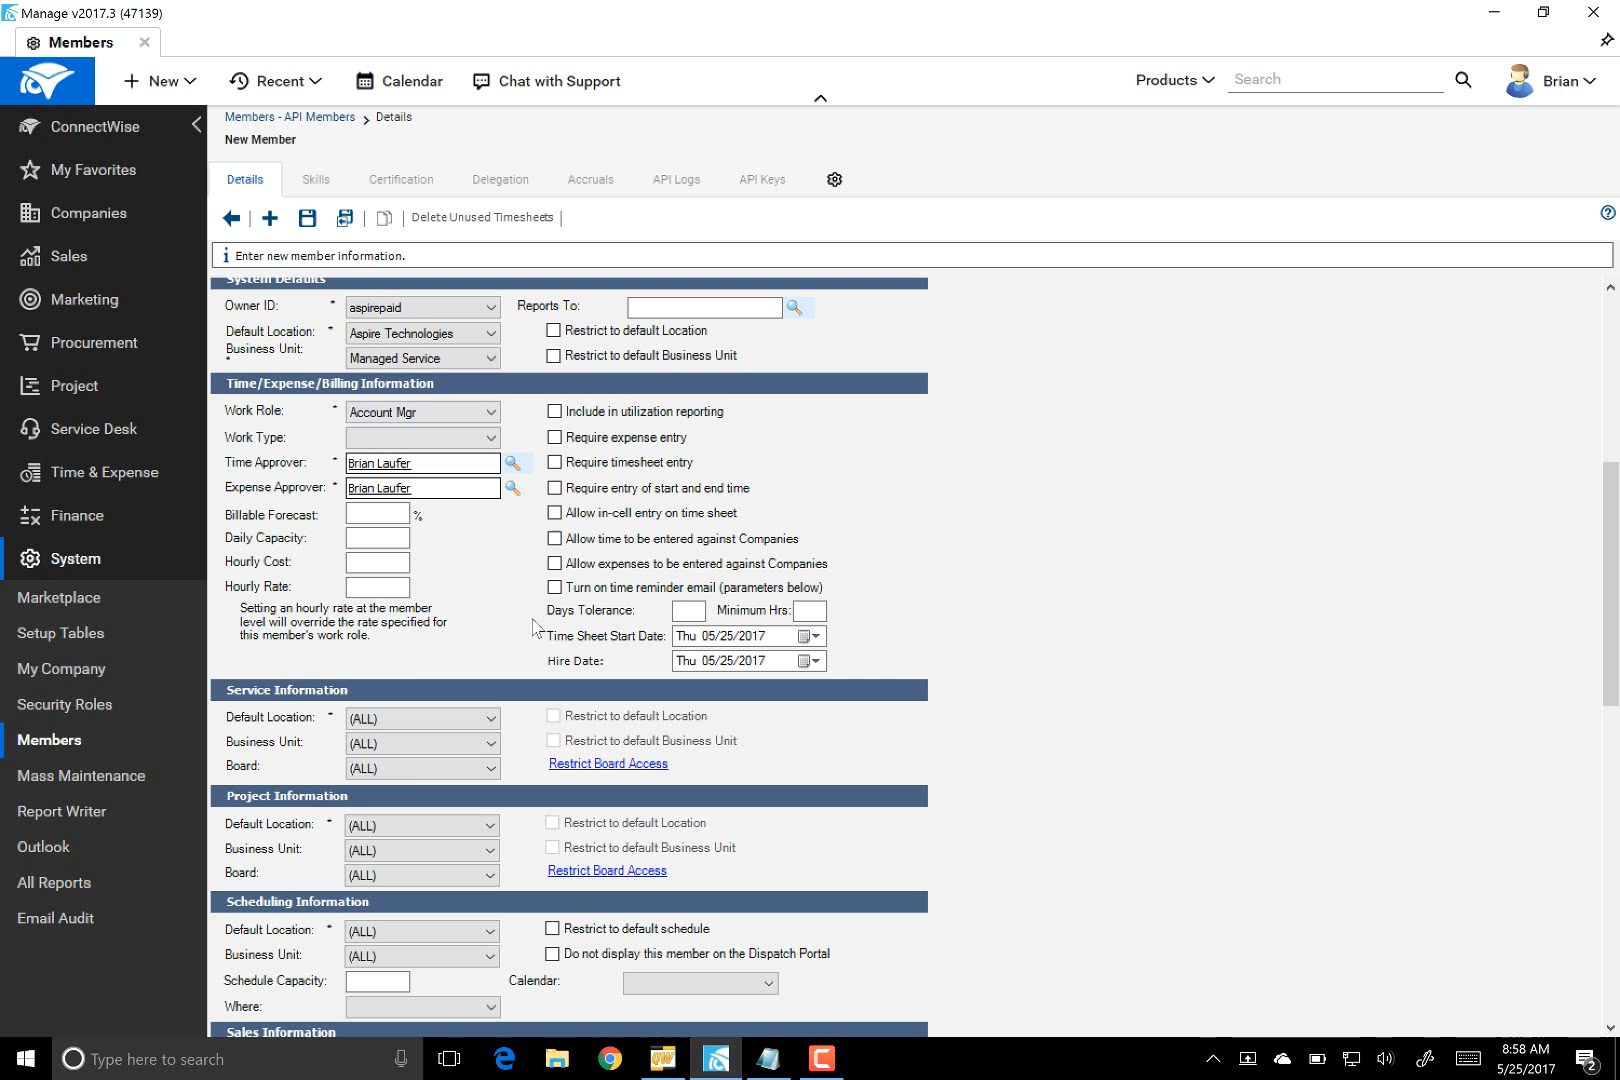 Manage v2017.3 (47139)
Members
New Recent Calendar Chat with Support Products Search Brian
ConnectWise
My Favorites
Companies
Sales
Marketing
Procurement
Project
Service Desk
Time & Expense
Finance
System
Marketplace
Setup Tables
My Company
Security Roles
Members
Mass Maintenance
Report Writer
Outlook
All Reports
Email Audit
Members - API Members > Details
New Member
Details Skills Certification Delegation Accruals API Logs API Keys
Delete Unused Timesheets
Enter new member information.
System Defaults
Owner ID: * aspirepaid Reports To:
Default Location: * Aspire Technologies Restrict to default Location
Business Unit: * Managed Service Restrict to default Business Unit
Time/Expense/Billing Information
Work Role: * Account Mgr Include in utilization reporting
Work Type: Require expense entry
Time Approver: * Brian Laufer Require timesheet entry
Expense Approver: * Brian Laufer Require entry of start and end time
Billable Forecast: % Allow in-cell entry on time sheet
Daily Capacity: Allow time to be entered against Companies
Hourly Cost: Allow expenses to be entered against Companies
Hourly Rate: Turn on time reminder email (parameters below)
Setting an hourly rate at the member
level will override the rate specified for
this member's work role.
Days Tolerance: Minimum Hrs:
Time Sheet Start Date: Thu 05/25/2017
Hire Date: Thu 05/25/2017
Service Information
Default Location: * (ALL) Restrict to default Location
Business Unit: (ALL) Restrict to default Business Unit
Board: (ALL) Restrict Board Access
Project Information
Default Location: * (ALL) Restrict to default Location
Business Unit: (ALL) Restrict to default Business Unit
Board: (ALL) Restrict Board Access
Scheduling Information
Default Location: * (ALL) Restrict to default schedule
Business Unit: (ALL) Do not display this member on the Dispatch Portal
Schedule Capacity: Calendar:
Where:
Sales Information
Type here to search
8:58 AM
5/25/2017
2